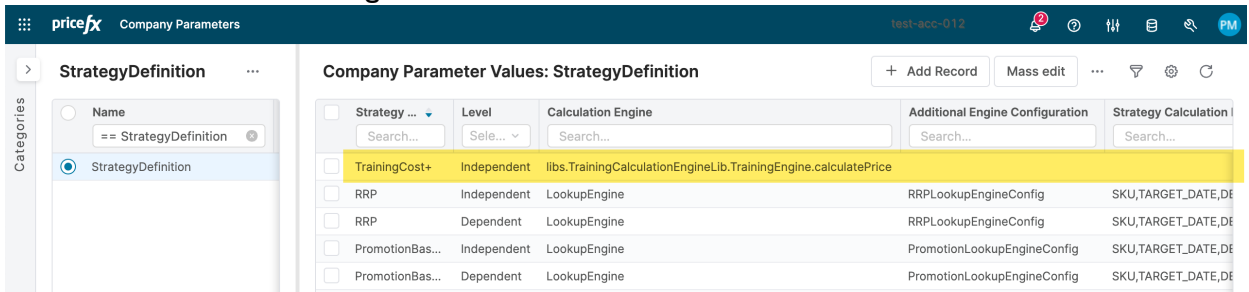 pricefx Company Parameters test-acc-012 2 PM
StrategyDefinition ... Company Parameter Values: StrategyDefinition + Add Record Mass edit ...
Categories
Name Strategy ... Level Calculation Engine Additional Engine Configuration Strategy Calculation
== StrategyDefinition Search... Sele... Search... Search... Search...
StrategyDefinition TrainingCost+ Independent libs.TrainingCalculationEngineLib.TrainingEngine.calculatePrice
RRP Independent LookupEngine RRPLookupEngineConfig SKU,TARGET_DATE,DE
RRP Dependent LookupEngine RRPLookupEngineConfig SKU,TARGET_DATE,DE
PromotionBas... Independent LookupEngine PromotionLookupEngineConfig SKU,TARGET_DATE,DE
PromotionBas... Dependent LookupEngine PromotionLookupEngineConfig SKU,TARGET_DATE,DE